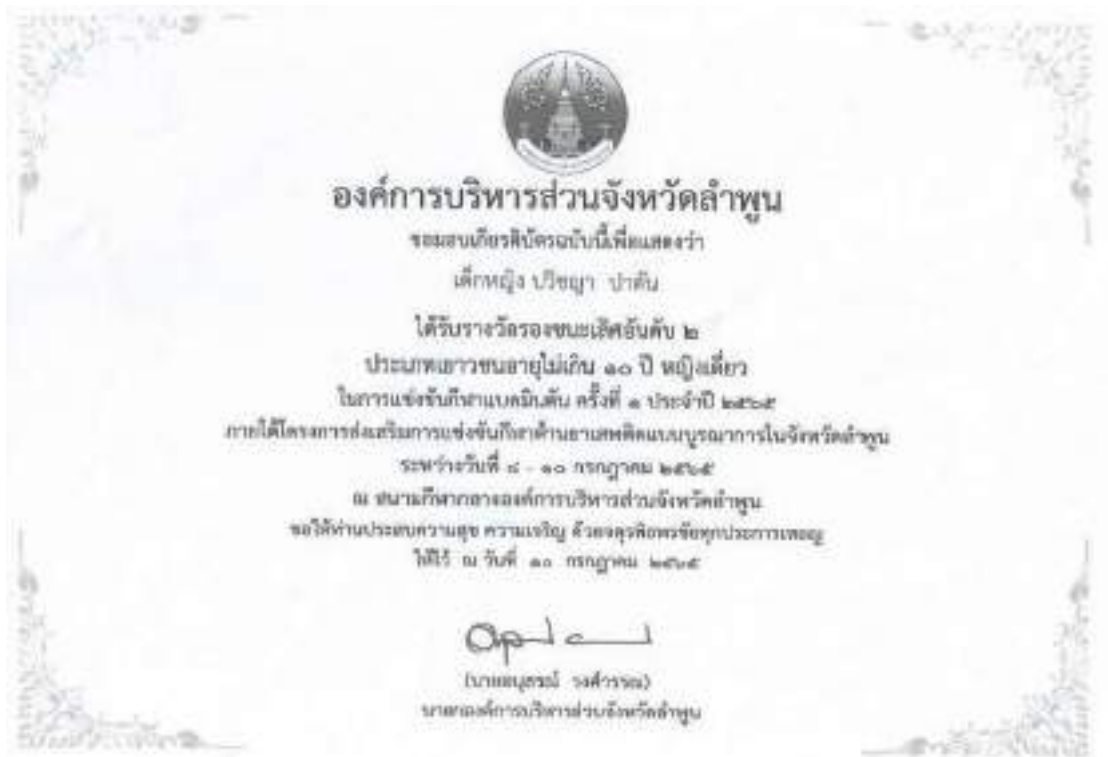 องค์การบริหารส่วนจังหวัดลำพูน
ขอมอบเกียรติบัตรฉบับนี้เพื่อแสดงว่า
เด็กหญิง ปวิชญา ปาตัน
ได้รับรางวัลรองชนะเลิศอันดับ ๒
ประเภทเยาวชนอายุไม่เกิน ๑๐ ปี หญิงเดี่ยว
ในการแข่งขันกีฬาแบดมินตัน ครั้งที่ ๑ ประจำปี ๒๕๖๕
ภายใต้โครงการส่งเสริมการแข่งขันกีฬาต้านยาเสพติดแบบบูรณาการในจังหวัดลำพูน
ระหว่างวันที่ ๘ - ๑๐ กรกฎาคม ๒๕๖๕
ณ สนามกีฬากลางองค์การบริหารส่วนจังหวัดลำพูน
ขอให้ท่านประสบความสุข ความเจริญ ด้วยจตุรพิธพรชัยทุกประการเทอญ
ให้ไว้ ณ วันที่ ๑๐ กรกฎาคม ๒๕๖๕
(นายอนุสรณ์ วงศ์วรรณ)
นายกองค์การบริหารส่วนจังหวัดลำพูน